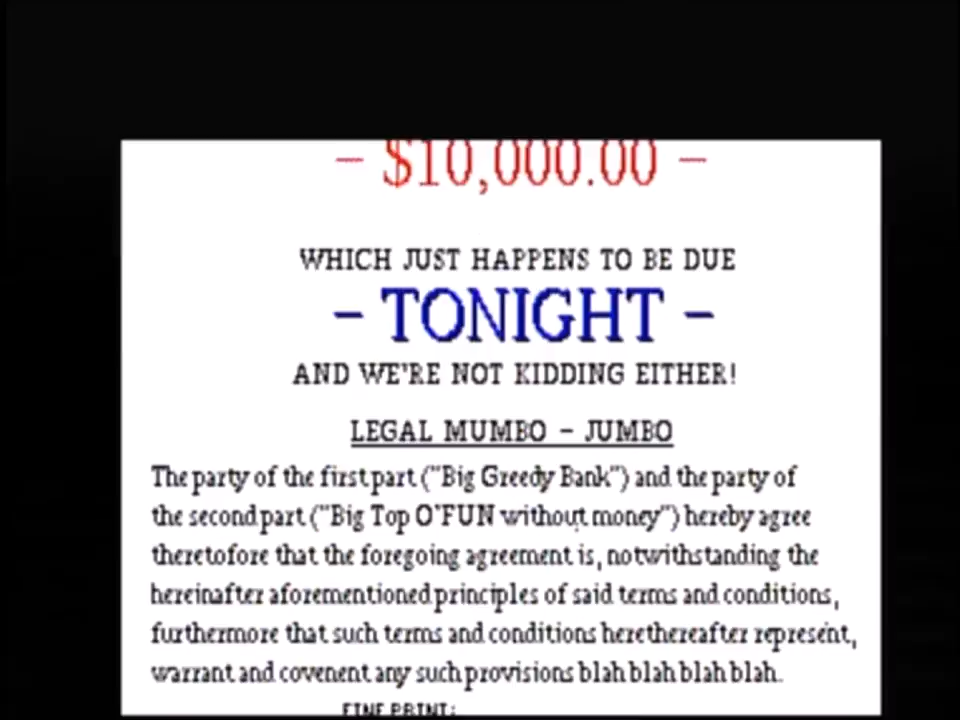 - $10,000.00 -
WHICH JUST HAPPENS TO BE DUE
- TONIGHT -
AND WE'RE NOT KIDDING EITHER!
LEGAL MUMBO - JUMBO
The party of the first part ("Big Greedy Bank") and the party of
the second part ("Big Top O'FUN without money") hereby agree
theretofore that the foregoing agreement is, notwithstanding the
hereinafter aforementioned principles of said terms and conditions,
furthermore that such terms and conditions herethereafter represent,
warrant and covenent any such provisions blah blah blah blah.
FINE PRINT: